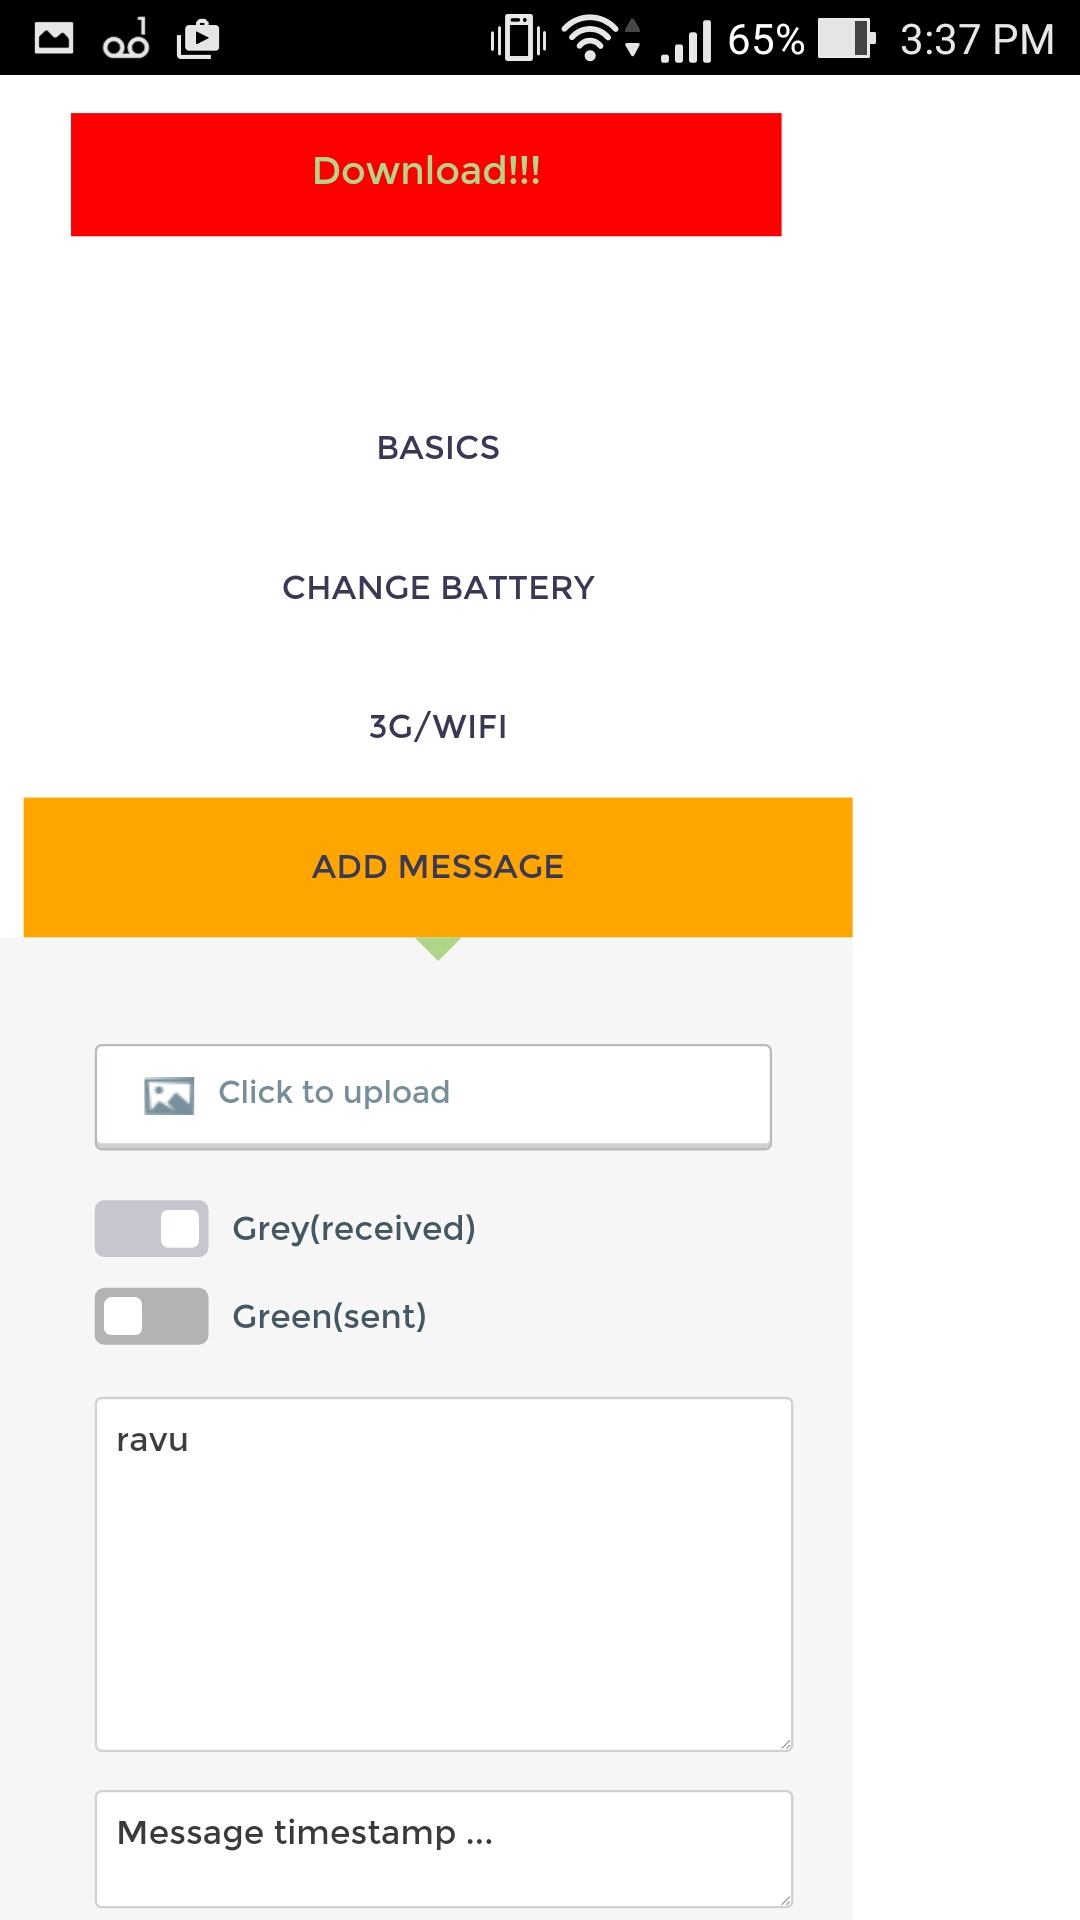 65% 3:37 PM
Download!!!
BASICS
CHANGE BATTERY
3G/WIFI
ADD MESSAGE
Click to upload
Grey(received)
Green(sent)
ravu
Message timestamp ...